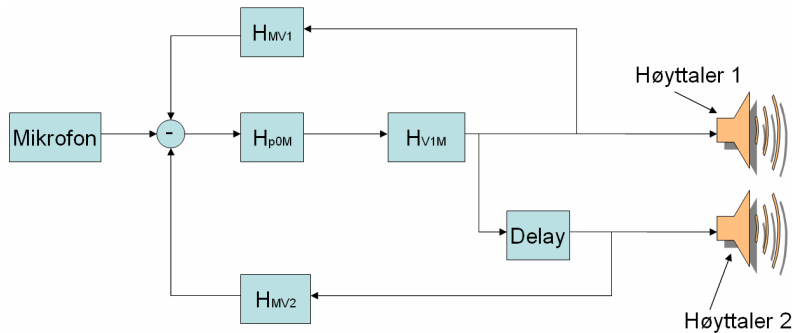 HMV1
Høyttaler 1
Mikrofon
-
Hp0M
HV1M
Delay
HMV2
Høyttaler 2